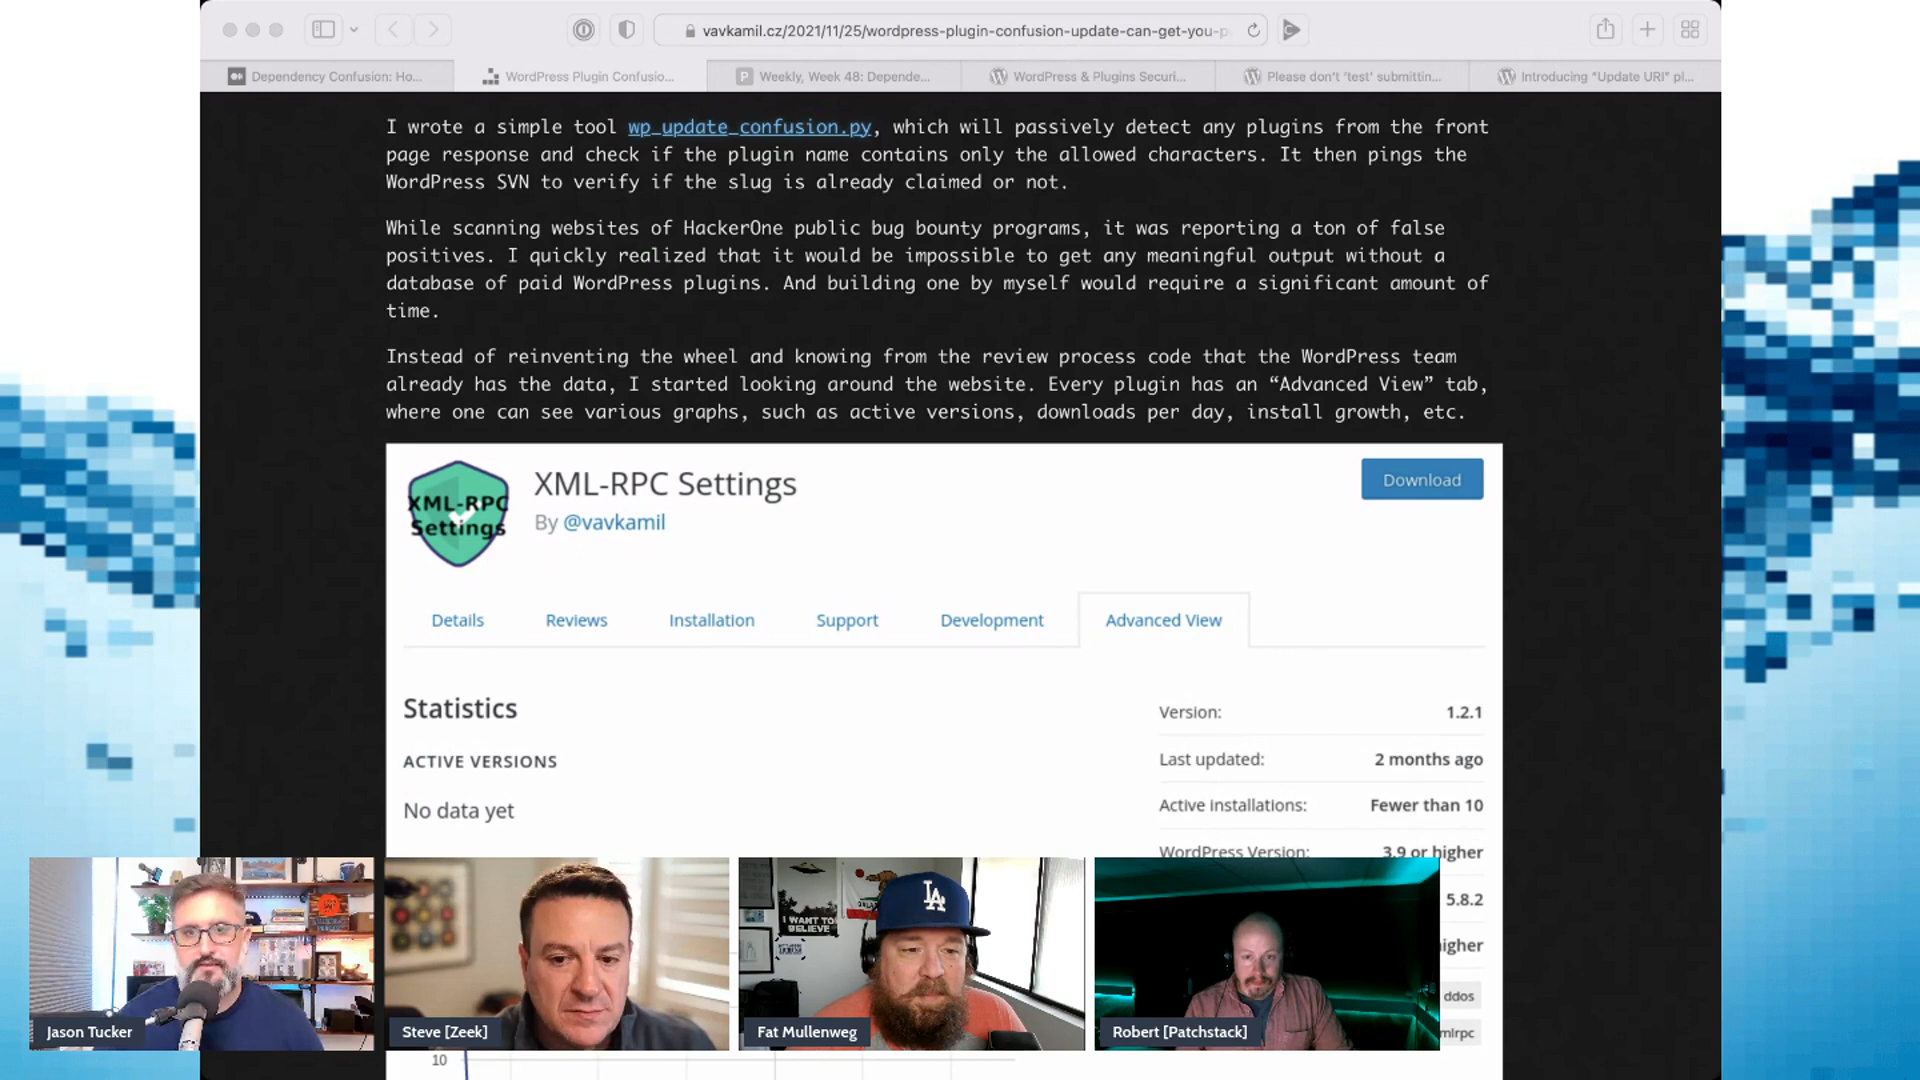 vavkamil.cz/2021/11/25/wordpress-plugin-confusion-update-can-get-you-p
Dependency Confusion: Ho...
WordPress Plugin Confusio...
Weekly, Week 48: Depende...
WordPress & Plugins Securi...
Please don't 'test' submittin...
Introducing "Update URI" pl...
I wrote a simple tool wp_update_confusion.py, which will passively detect any plugins from the front
page response and check if the plugin name contains only the allowed characters. It then pings the
WordPress SVN to verify if the slug is already claimed or not.
While scanning websites of HackerOne public bug bounty programs, it was reporting a ton of false
positives. I quickly realized that it would be impossible to get any meaningful output without a
database of paid WordPress plugins. And building one by myself would require a significant amount of
time.
Instead of reinventing the wheel and knowing from the review process code that the WordPress team
already has the data, I started looking around the website. Every plugin has an “Advanced View” tab,
where one can see various graphs, such as active versions, downloads per day, install growth, etc.
XML-RPC
Settings
XML-RPC Settings
By @vavkamil
Download
Details
Reviews
Installation
Support
Development
Advanced View
Statistics
ACTIVE VERSIONS
No data yet
Version: 1.2.1
Last updated: 2 months ago
Active installations: Fewer than 10
WordPress Version: 3.9 or higher
5.8.2
igher
ddos
mlrpc
I WANT TO
BELIEVE
LA
Jason Tucker
Steve [Zeek]
Fat Mullenweg
Robert [Patchstack]
10